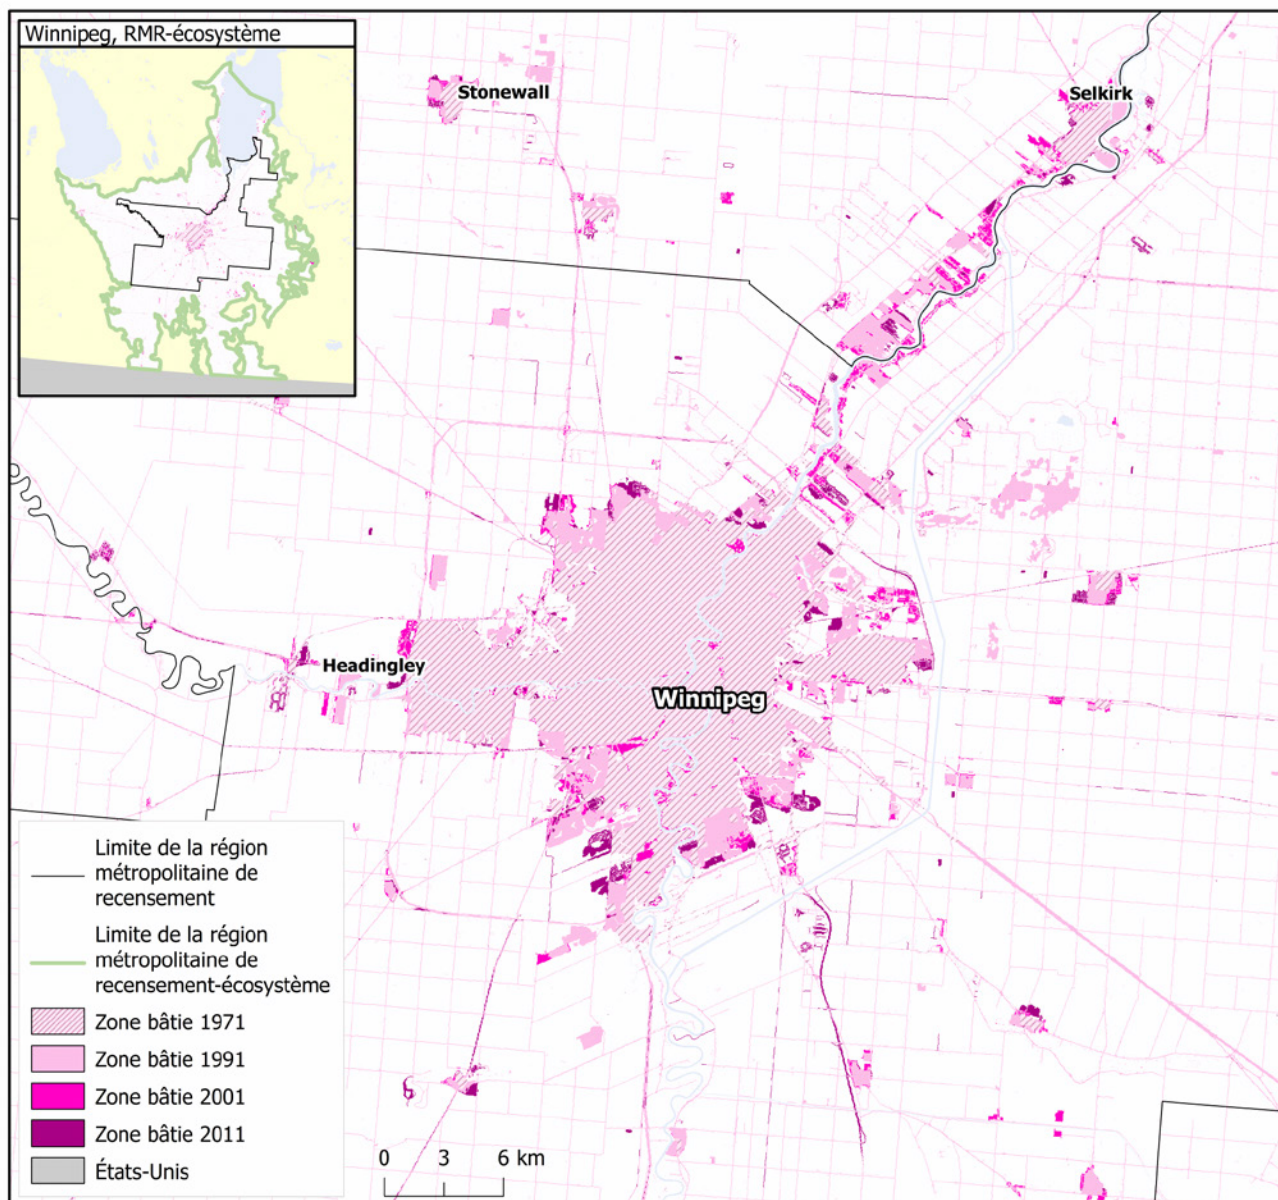 Winnipeg, RMR-écosystème
Stonewall
Selkirk
Headingley
Winnipeg
Limite de la région
métropolitaine de
recensement
Limite de la région
métropolitaine de
recensement-écosystème
Zone bâtie 1971
Zone bâtie 1991
Zone bâtie 2001
Zone bâtie 2011
États-Unis
0 3 6 km